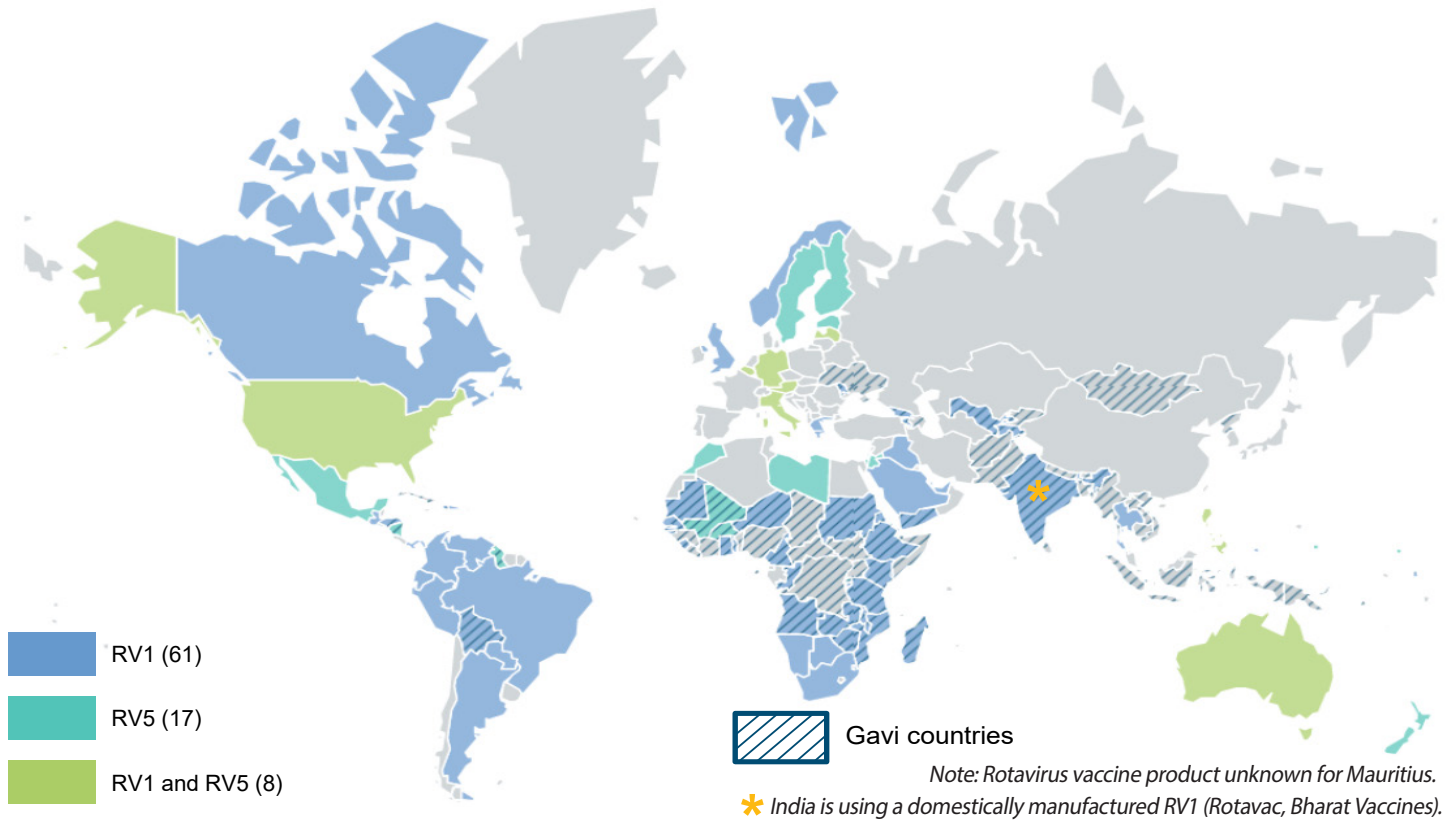 RV1 (61)
RV5 (17)
RV1 and RV5 (8)
Gavi countries
Note: Rotavirus vaccine product unknown for Mauritius.
* India is using a domestically manufactured RV1 (Rotavac, Bharat Vaccines).